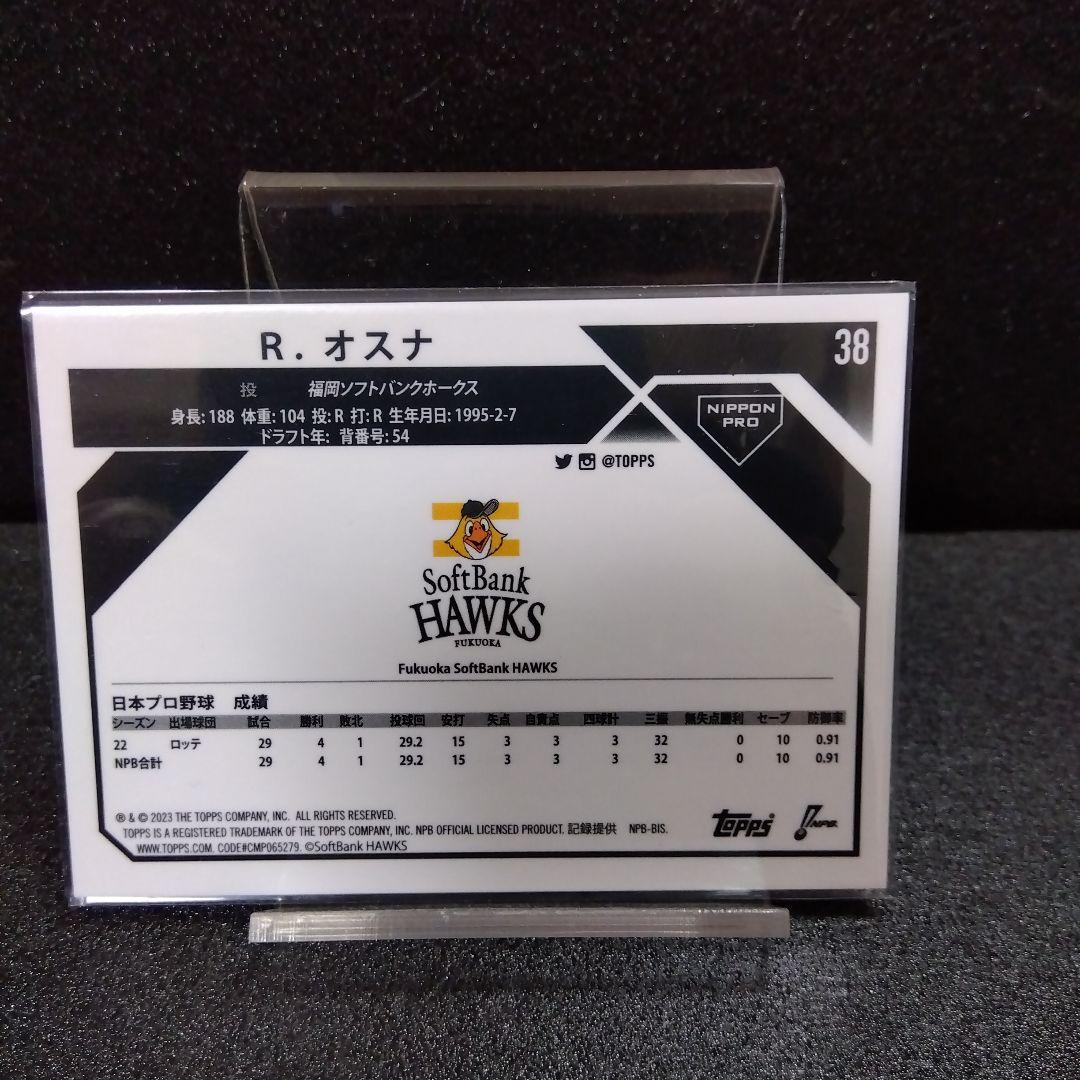 R. オスナ
38
投 福岡ソフトバンクホークス
身長: 188 体重: 104 投: R 打: R 生年月日: 1995-2-7
ドラフト年: 背番号: 54
NIPPON
PRO
@TOPPS
SoftBank
HAWKS
FUKUOKA
Fukuoka SoftBank HAWKS
日本プロ野球 成績
シーズン 出場球団 試合 勝利 敗北 投球回 安打 失点 自責点 四球計 三振 無失点勝利 セーブ 防御率
22 ロッテ 29 4 1 29.2 15 3 3 3 32 0 10 0.91
NPB合計 29 4 1 29.2 15 3 3 3 32 0 10 0.91
® & © 2023 THE TOPPS COMPANY, INC. ALL RIGHTS RESERVED.
TOPPS IS A REGISTERED TRADEMARK OF THE TOPPS COMPANY, INC. NPB OFFICIAL LICENSED PRODUCT. 記録提供 NPB-BIS.
WWW.TOPPS.COM. CODE#CMP065279. ©SoftBank HAWKS
topps
NPB